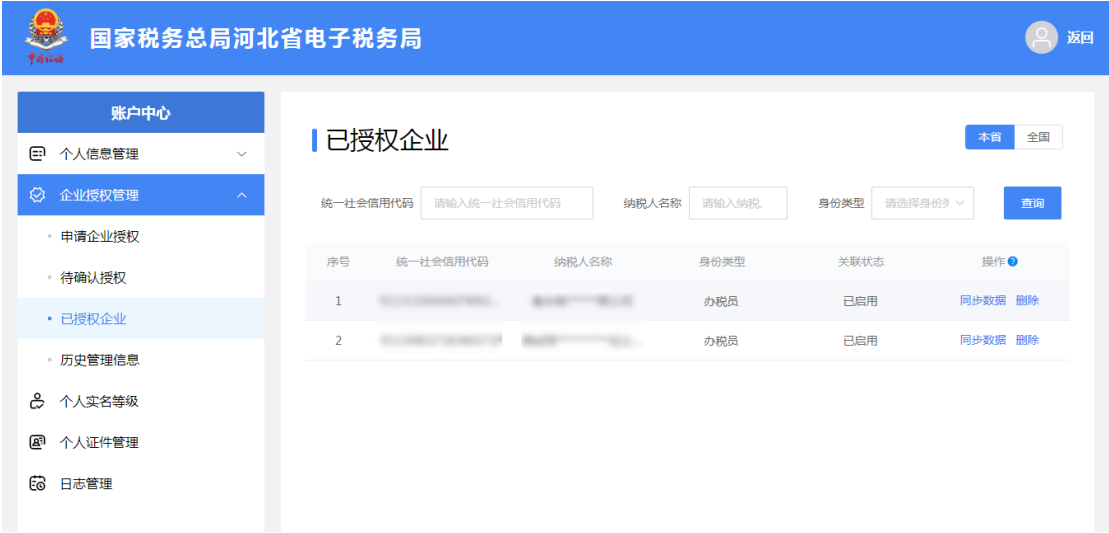 国家税务总局河北省电子税务局
返回
中国税务
账户中心
个人信息管理
企业授权管理
申请企业授权
待确认授权
已授权企业
历史管理信息
个人实名等级
个人证件管理
日志管理
已授权企业
本省 全国
统一社会信用代码 请输入统一社会信用代码 纳税人名称 请输入纳税. 身份类型 请选择身份类 查询
序号 统一社会信用代码 纳税人名称 身份类型 关联状态 操作 ?
1 办税员 已启用 同步数据 删除
2 办税员 已启用 同步数据 删除